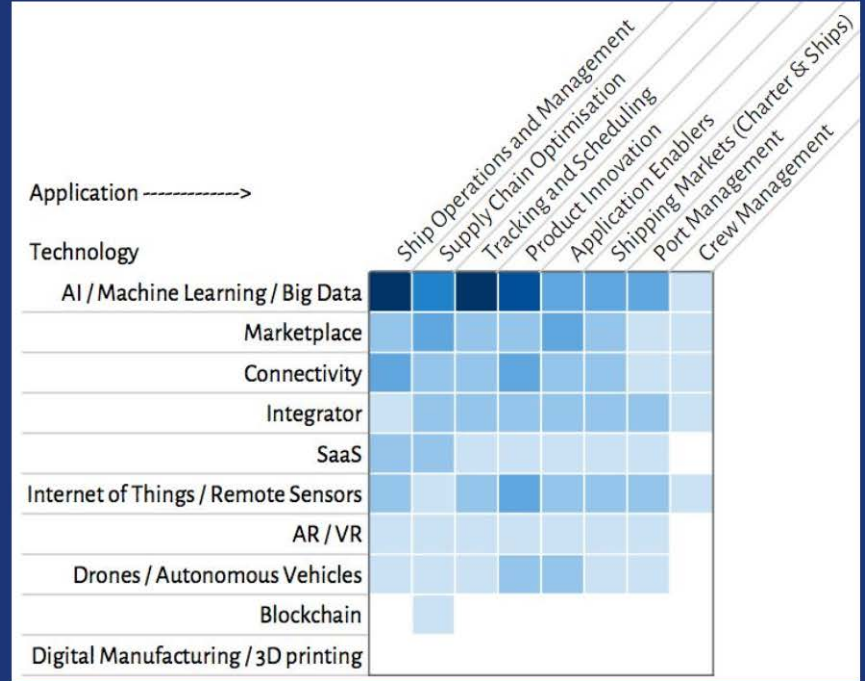 Application ------------->
Technology
Ship Operations and Management
Supply Chain Optimisation
Tracking and Scheduling
Product Innovation
Application Enablers
Shipping Markets (Charter & Ships)
Port Management
Crew Management
AI / Machine Learning / Big Data
Marketplace
Connectivity
Integrator
SaaS
Internet of Things / Remote Sensors
AR / VR
Drones / Autonomous Vehicles
Blockchain
Digital Manufacturing / 3D printing